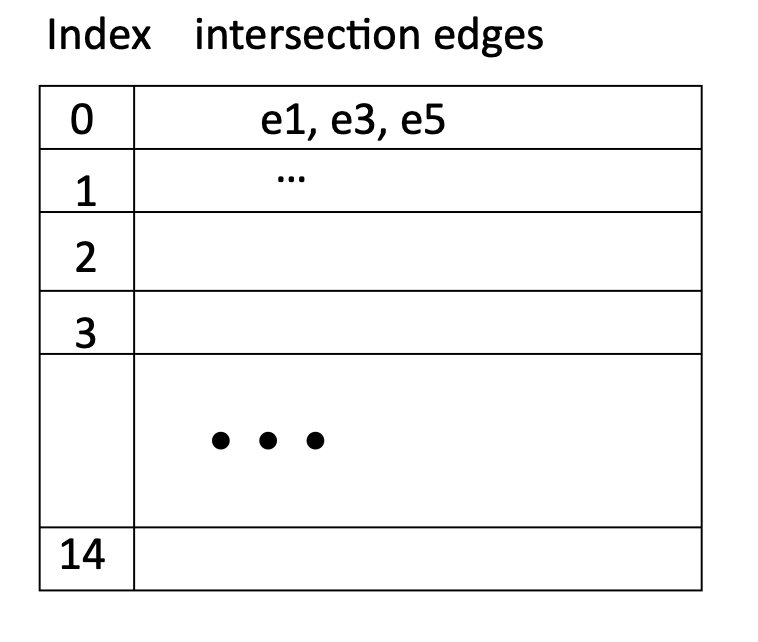 Index intersection edges
0 e1, e3, e5
1 ...
2
3
• • •
14